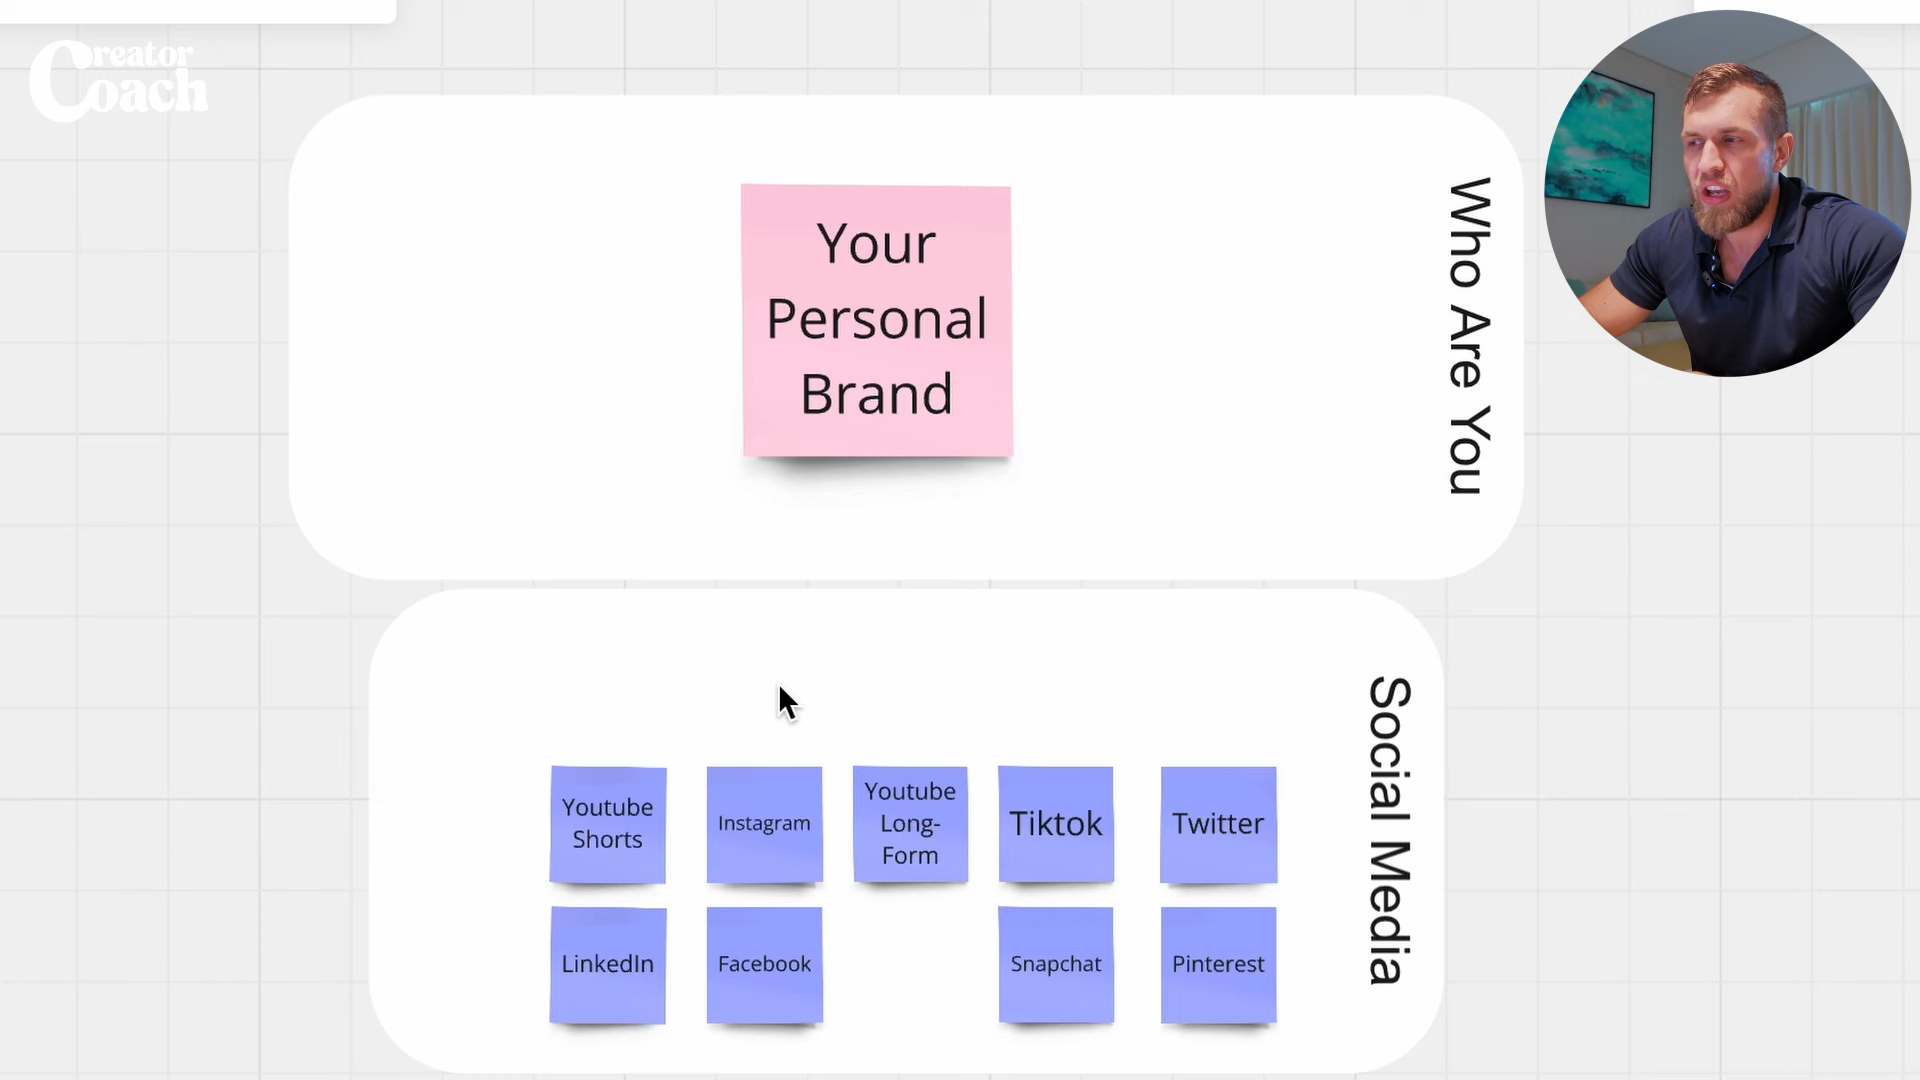 Creator
Coach
Your
Personal
Brand
Who Are You
Social Media
Youtube
Shorts
Instagram
Youtube
Long-
Form
Tiktok
Twitter
LinkedIn
Facebook
Snapchat
Pinterest